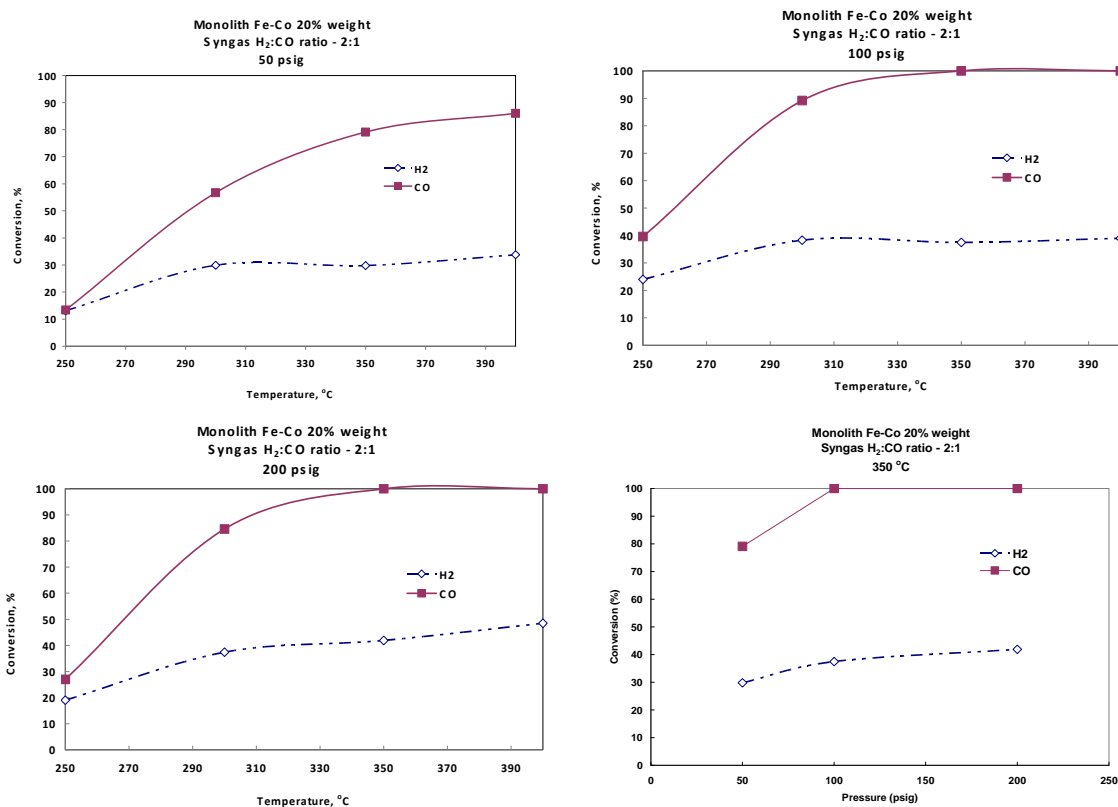 Monolith Fe-Co 20% weight
Syngas H₂:CO ratio - 2:1
50 psig
100
90
80
70
60
50
40
30
20
10
0
Conversion, %
H2
CO
250 270 290 310 330 350 370 390
Temperature, °C
Monolith Fe-Co 20% weight
Syngas H₂:CO ratio - 2:1
100 psig
100
90
80
70
60
50
40
30
20
10
0
Conversion, %
H2
CO
250 270 290 310 330 350 370 390
Temperature, °C
Monolith Fe-Co 20% weight
Syngas H₂:CO ratio - 2:1
200 psig
100
90
80
70
60
50
40
30
20
10
0
Conversion, %
H2
CO
250 270 290 310 330 350 370 390
Temperature, °C
Monolith Fe-Co 20% weight
Syngas H₂:CO ratio - 2:1
350 °C
100
90
80
70
60
50
40
30
20
10
0
Conversion (%)
H2
CO
0 50 100 150 200 250
Pressure (psig)